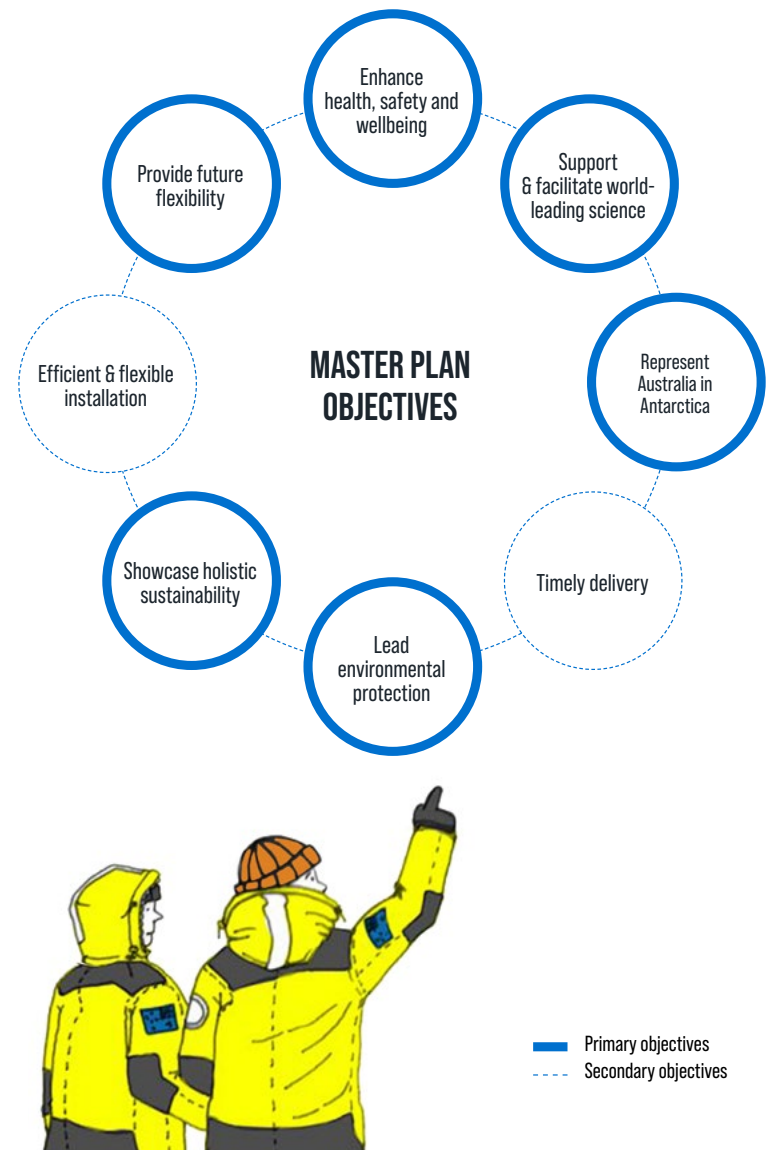 Enhance
health, safety and
wellbeing
Support
& facilitate world-
leading science
Represent
Australia in
Antarctica
Timely delivery
Lead
environmental
protection
Showcase holistic
sustainability
Efficient & flexible
installation
Provide future
flexibility
MASTER PLAN
OBJECTIVES
Primary objectives
Secondary objectives